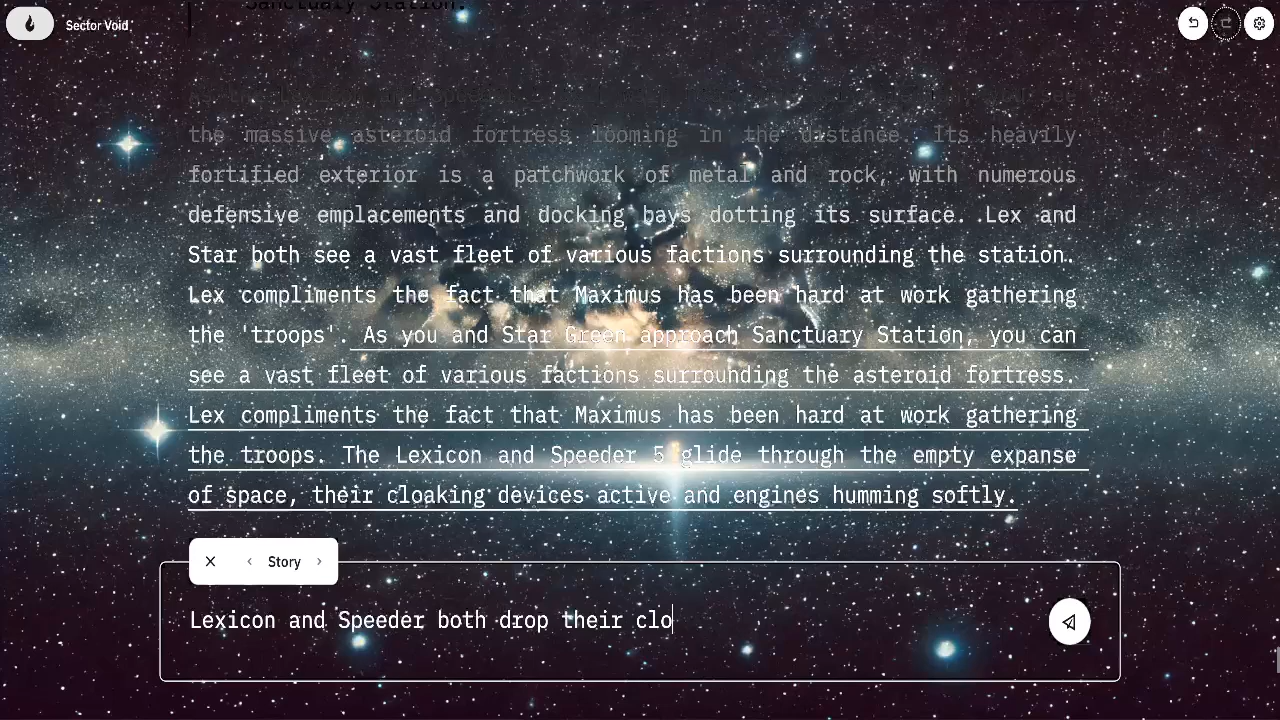 Sanctuary Station.
Sector Void
the massive asteroid fortress looming in the distance. Its heavily
fortified exterior is a patchwork of metal and rock, with numerous
defensive emplacements and docking bays dotting its surface. .Lex and
Star both see a vast fleet of various factions surrounding the station.
Lex compliments the fact that Maximus has been hard at work gathering
the 'troops'. As you and Star Green approach Sanctuary Station, you can
see a vast fleet of various factions surrounding the asteroid fortress.
Lex compliments the fact that Maximus has been hard at work gathering
the troops. The Lexicon and Speeder 5 glide through the empty expanse
of space, their cloaking devices active and engines humming softly.
Story
Lexicon and Speeder both drop their clo